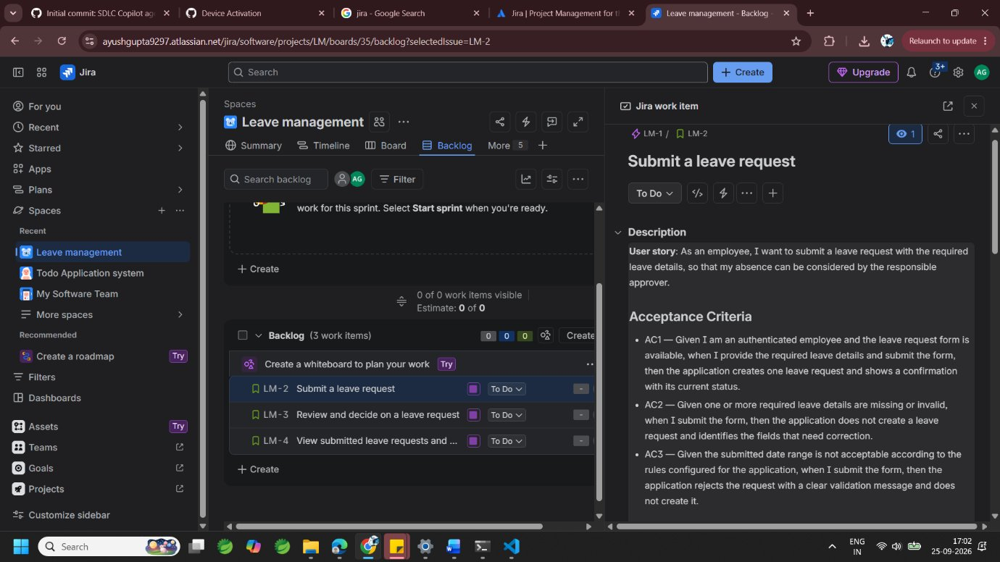 Initial commit: SDLC Copilot ag
Device Activation
jira - Google Search
Jira | Project Management for th
Leave management - Backlog -
ayushgupta9297.atlassian.net/jira/software/projects/LM/boards/35/backlog?selectedIssue=LM-2
Relaunch to update
Jira
Search
+ Create
Upgrade
3+
AG
For you
Recent
Starred
Apps
Plans
Spaces
Recent
Leave management
Todo Application system
My Software Team
More spaces
Recommended
Create a roadmap
Try
Filters
Dashboards
Assets
Try
Teams
Goals
Projects
Customize sidebar
Spaces
Leave management
Summary
Timeline
Board
Backlog
More 5
Search backlog
AG
Filter
work for this sprint. Select Start sprint when you're ready.
+ Create
0 of 0 work items visible
Estimate: 0 of 0
Backlog (3 work items)
0 0 0
Create
Create a whiteboard to plan your work Try
LM-2 Submit a leave request To Do -
LM-3 Review and decide on a leave request To Do -
LM-4 View submitted leave requests and ... To Do -
+ Create
Jira work item
LM-1 / LM-2
1
Submit a leave request
To Do
Description
User story: As an employee, I want to submit a leave request with the required
leave details, so that my absence can be considered by the responsible
approver.
Acceptance Criteria
• AC1 — Given I am an authenticated employee and the leave request form is
available, when I provide the required leave details and submit the form,
then the application creates one leave request and shows a confirmation
with its current status.
• AC2 — Given one or more required leave details are missing or invalid,
when I submit the form, then the application does not create a leave
request and identifies the fields that need correction.
• AC3 — Given the submitted date range is not acceptable according to the
rules configured for the application, when I submit the form, then the
application rejects the request with a clear validation message and does
not create it.
Search
ENG
IN
17:02
25-09-2026